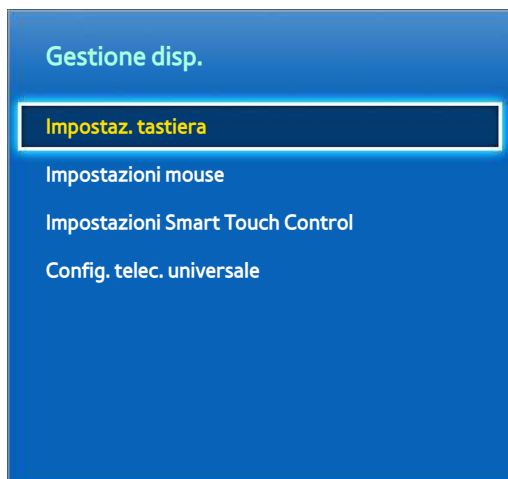 Gestione disp.
Impostaz. tastiera
Impostazioni mouse
Impostazioni Smart Touch Control
Config. telec. universale